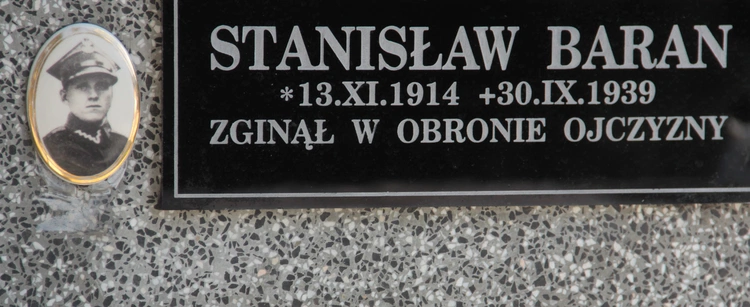 STANISŁAW BARAN
*13.XI.1914 +30.IX.1939
ZGINĄŁ W OBRONIE OJCZYZNY